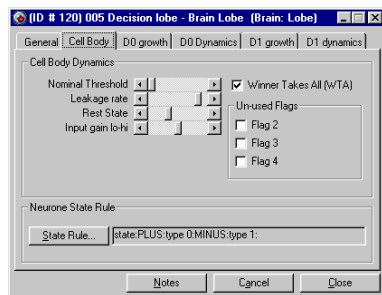 (ID # 120) 005 Decision lobe - Brain Lobe (Brain: Lobe)
General Cell Body D0 growth D0 Dynamics D1 growth D1 dynamics
Cell Body Dynamics
Nominal Threshold
Leakage rate
Rest State
Input gain lo-hi
Winner Takes All (WTA)
Un-used Flags
Flag 2
Flag 3
Flag 4
Neurone State Rule
State Rule... state:PLUS:type 0:MINUS:type 1:
Notes Cancel Close